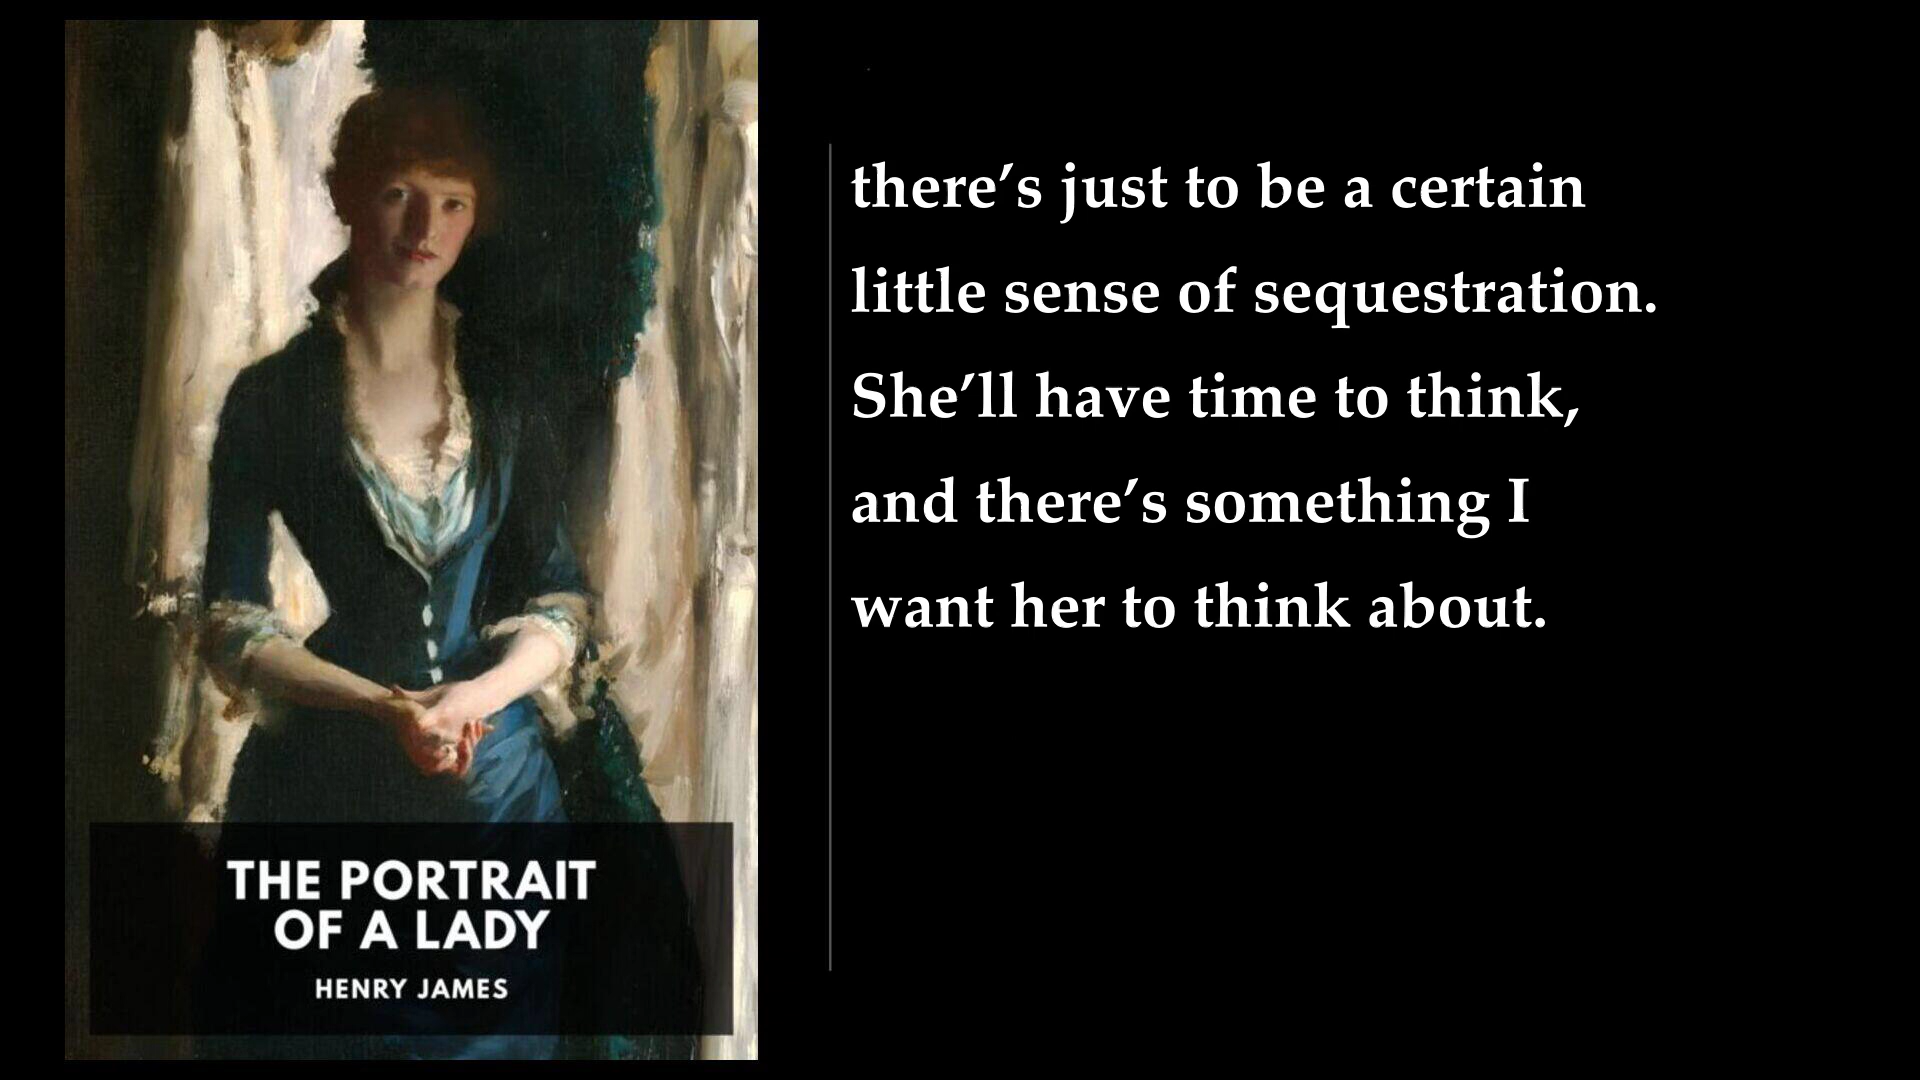 there’s just to be a certain
little sense of sequestration.
She’ll have time to think,
and there’s something I
want her to think about.
THE PORTRAIT
OF A LADY
HENRY JAMES